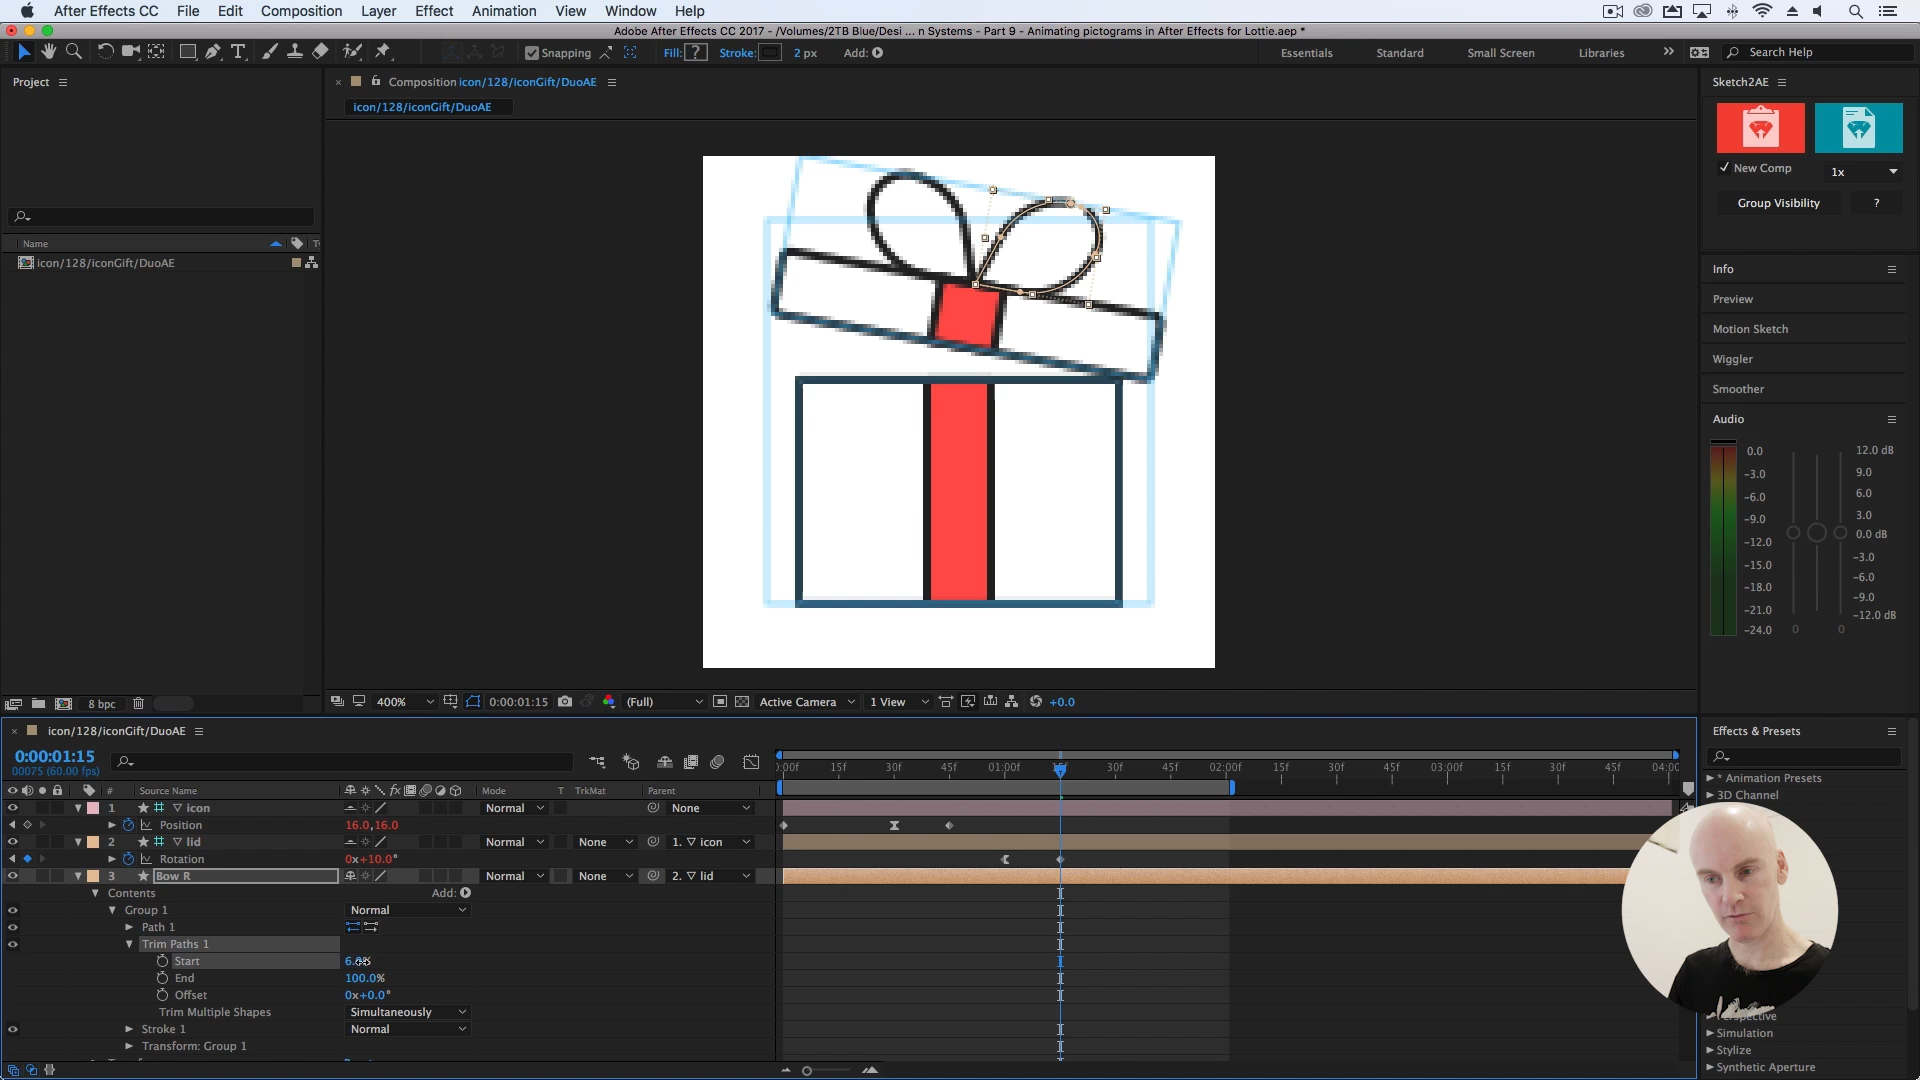 After Effects CC File Edit Composition Layer Effect Animation View Window Help
Adobe After Effects CC 2017 - /Volumes/2TB Blue/Desi ... n Systems - Part 9 - Animating pictograms in After Effects for Lottie.aep *
Snapping Fill: ? Stroke: 2 px Add: Essentials Standard Small Screen Libraries Search Help
Project
Composition icon/128/iconGift/DuoAE
icon/128/iconGift/DuoAE
Name
icon/128/iconGift/DuoAE
8 bpc
400% 0:00:01:15 (Full) Active Camera 1 View +0.0
Sketch2AE
New Comp 1x
Group Visibility ?
Info
Preview
Motion Sketch
Wiggler
Smoother
Audio
0.0 12.0 dB
-3.0 9.0
-6.0 6.0
-9.0 3.0
-12.0 0.0 dB
-15.0 -3.0
-18.0 -6.0
-21.0 -9.0
-24.0 -12.0 dB
0 0
icon/128/iconGift/DuoAE
0:00:01:15
00075 (60.00 fps)
:00f 15f 30f 45f 01:00f 15f 30f 45f 02:00f 15f 30f 45f 03:00f 15f 30f 45f 04:00
# Source Name Mode T TrkMat Parent
1 icon Normal None
Position 16.0,16.0
2 lid Normal None 1. icon
Rotation 0x+10.0°
3 Bow R Normal None 2. lid
Contents Add:
Group 1 Normal
Path 1
Trim Paths 1
Start
End 100.0%
Offset 0x+0.0°
Trim Multiple Shapes Simultaneously
Stroke 1 Normal
Transform: Group 1
Effects & Presets
* Animation Presets
3D Channel
Perspective
Simulation
Stylize
Synthetic Aperture